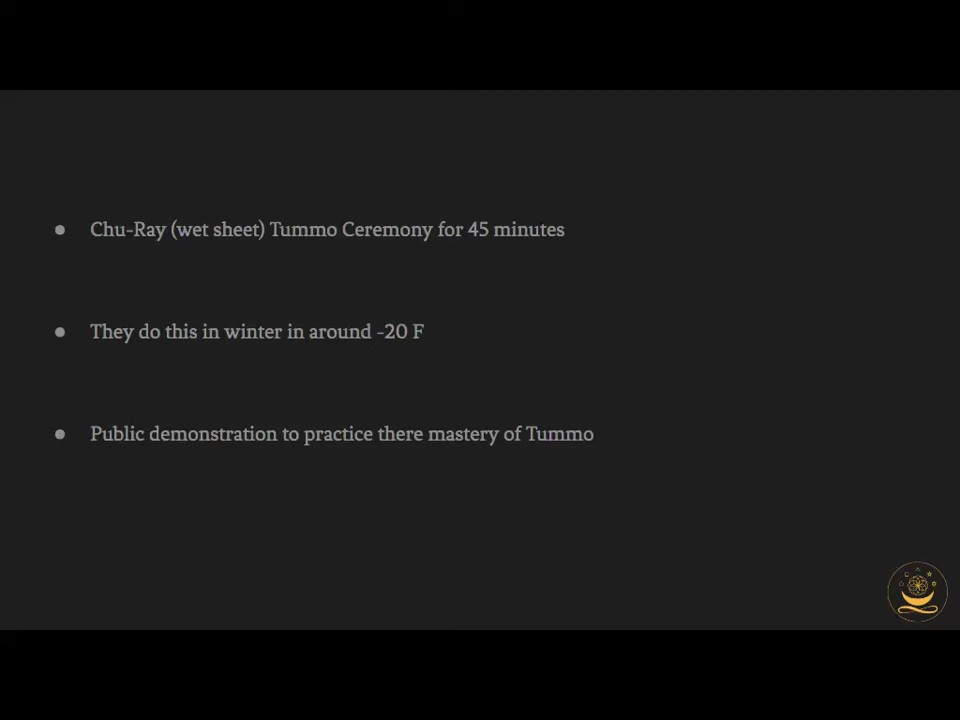 Chu-Ray (wet sheet) Tummo Ceremony for 45 minutes
They do this in winter in around -20 F
Public demonstration to practice there mastery of Tummo